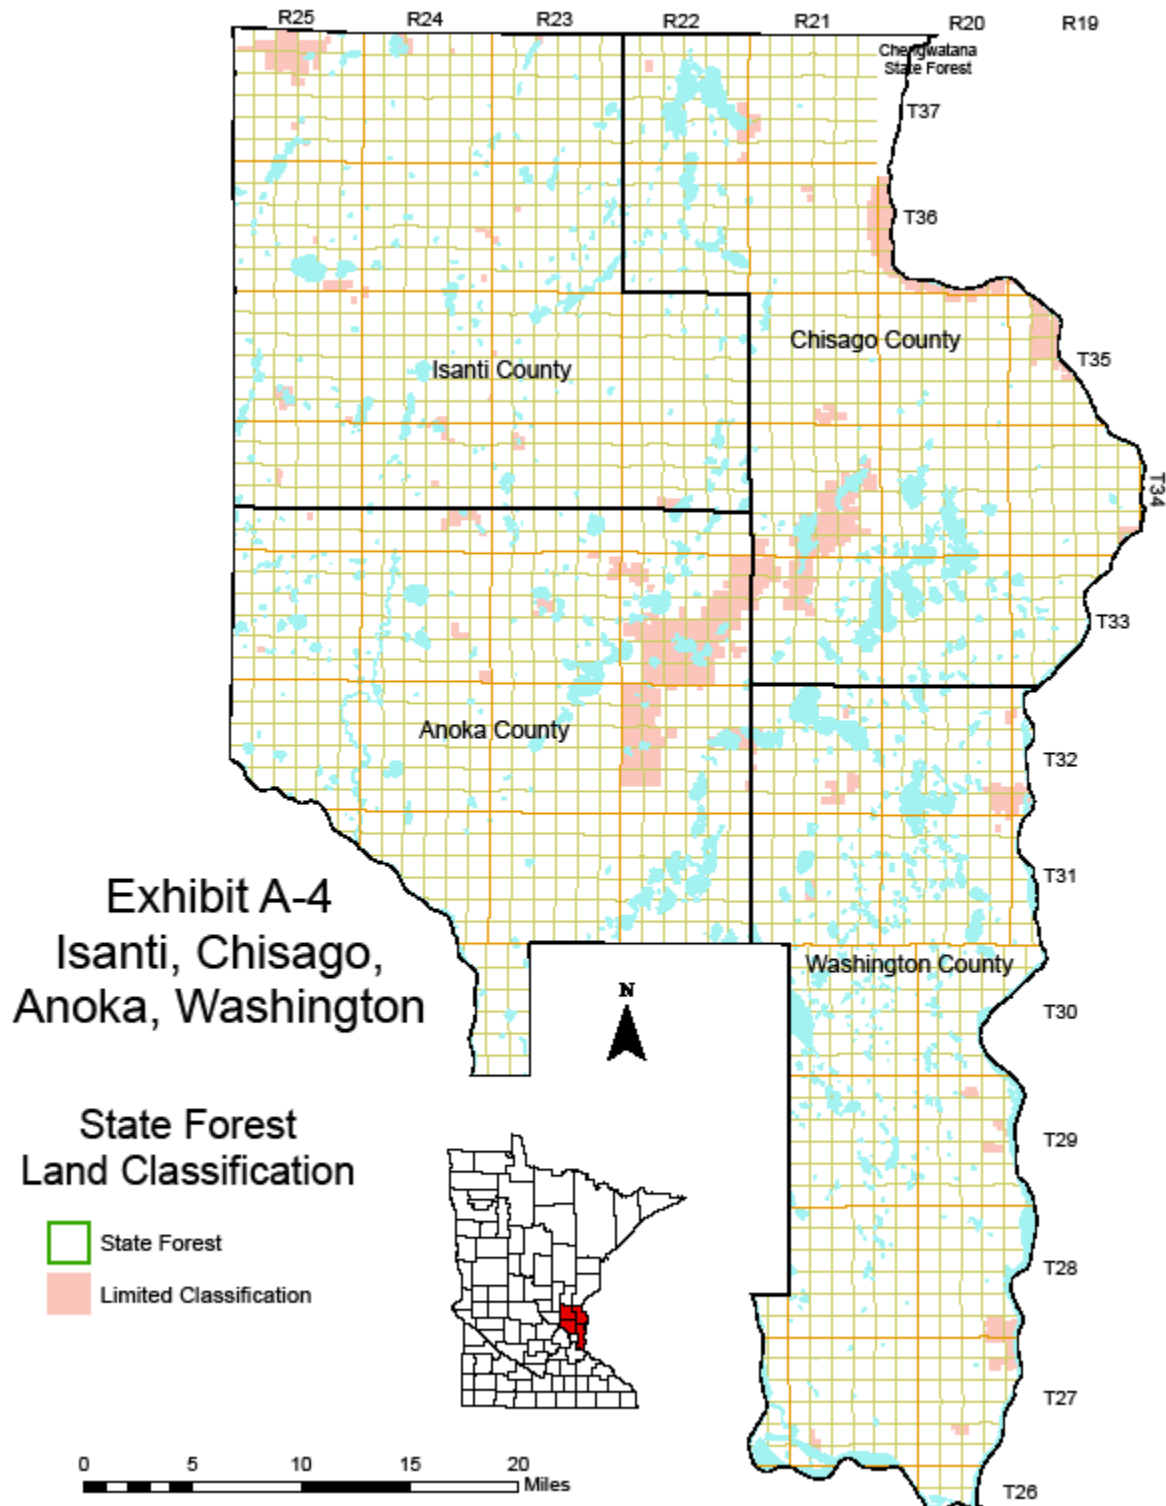 R25 R24 R23 R22 R21 R20 R19
Chengwatana
State Forest
T37
T36
Chisago County
T35
Isanti County
T34
T33
Anoka County
T32
T31
Exhibit A-4
Isanti, Chisago,
Anoka, Washington
Washington County
N
T30
State Forest
Land Classification
T29
State Forest
T28
Limited Classification
T27
0 5 10 15 20
Miles
T26